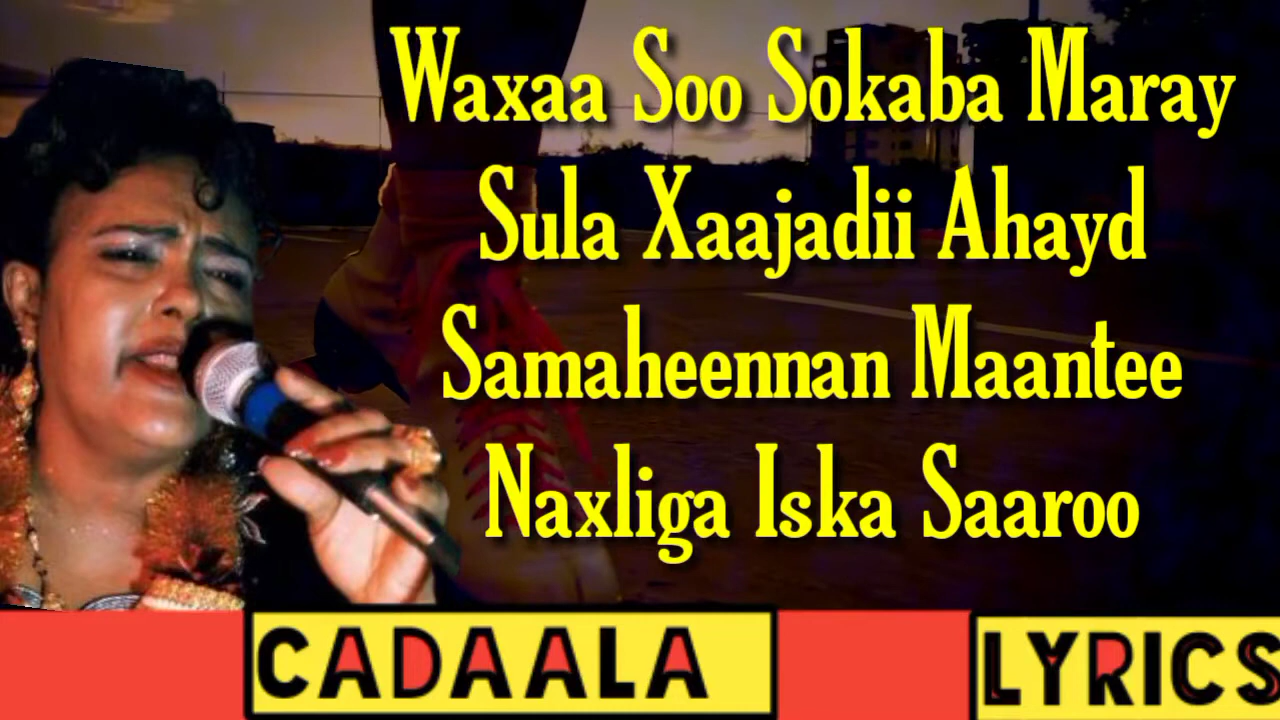 Waxaa Soo Sokaba Maray
Sula Xaajadii Ahayd
Samaheennan Maantee
Naxliga Iska Saaroo
CADAALA LYRICS